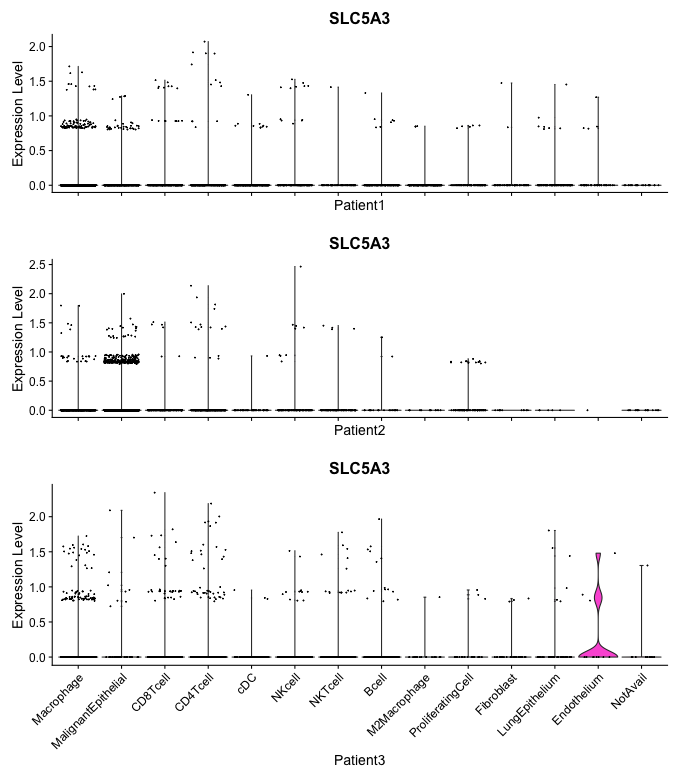 SLC5A3
Expression Level
2.0
1.5
1.0
0.5
0.0
Patient1
SLC5A3
Expression Level
2.5
2.0
1.5
1.0
0.5
0.0
Patient2
SLC5A3
Expression Level
2.0
1.5
1.0
0.5
0.0
Macrophage
MalignantEpithelial
CD8Tcell
CD4Tcell
cDC
NKcell
NKTcell
Bcell
M2Macrophage
ProliferatingCell
Fibroblast
LungEpithelium
Endothelium
NotAvail
Patient3